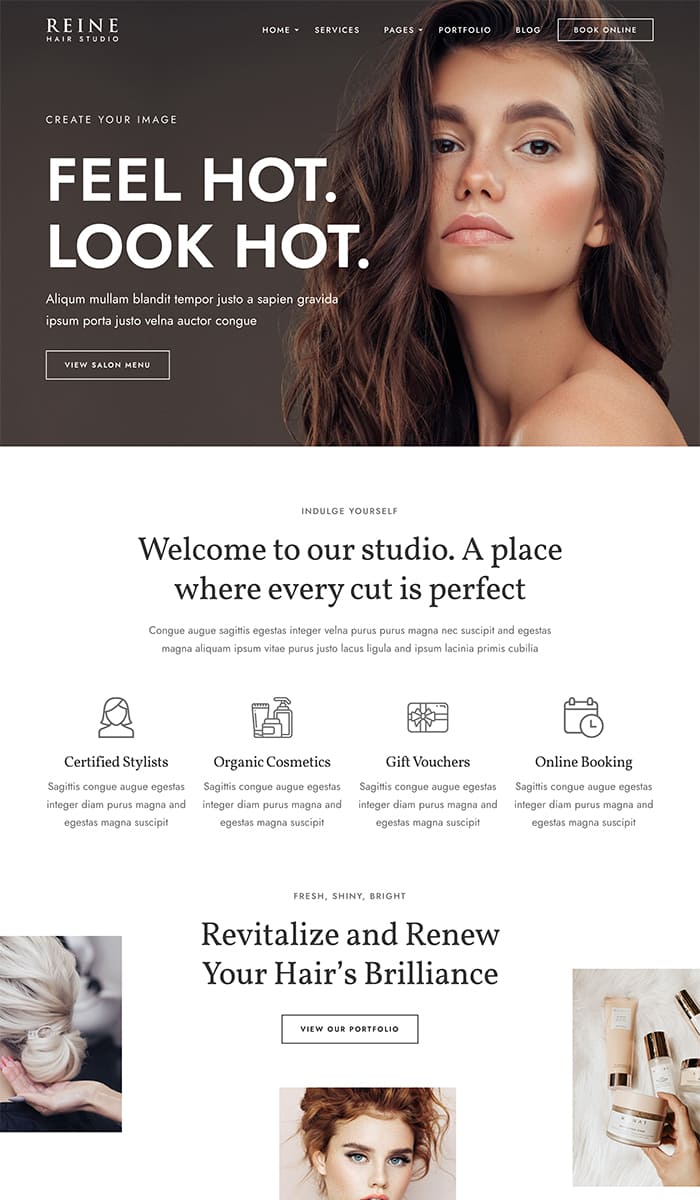 REINE
HAIR STUDIO
HOME
SERVICES
PAGES
PORTFOLIO
BLOG
BOOK ONLINE
CREATE YOUR IMAGE
FEEL HOT.
LOOK HOT.
Aliqum mullam blandit tempor justo a sapien gravida
ipsum porta justo velna auctor congue
VIEW SALON MENU
INDULGE YOURSELF
Welcome to our studio. A place
where every cut is perfect
Congue augue sagittis egestas integer velna purus purus magna nec suscipit and egestas
magna aliquam ipsum vitae purus justo lacus ligula and ipsum lacinia primis cubilia
Certified Stylists
Sagittis congue augue egestas
integer diam purus magna and
egestas magna suscipit
Organic Cosmetics
Sagittis congue augue egestas
integer diam purus magna and
egestas magna suscipit
Gift Vouchers
Sagittis congue augue egestas
integer diam purus magna and
egestas magna suscipit
Online Booking
Sagittis congue augue egestas
integer diam purus magna and
egestas magna suscipit
FRESH, SHINY, BRIGHT
Revitalize and Renew
Your Hair’s Brilliance
VIEW OUR PORTFOLIO